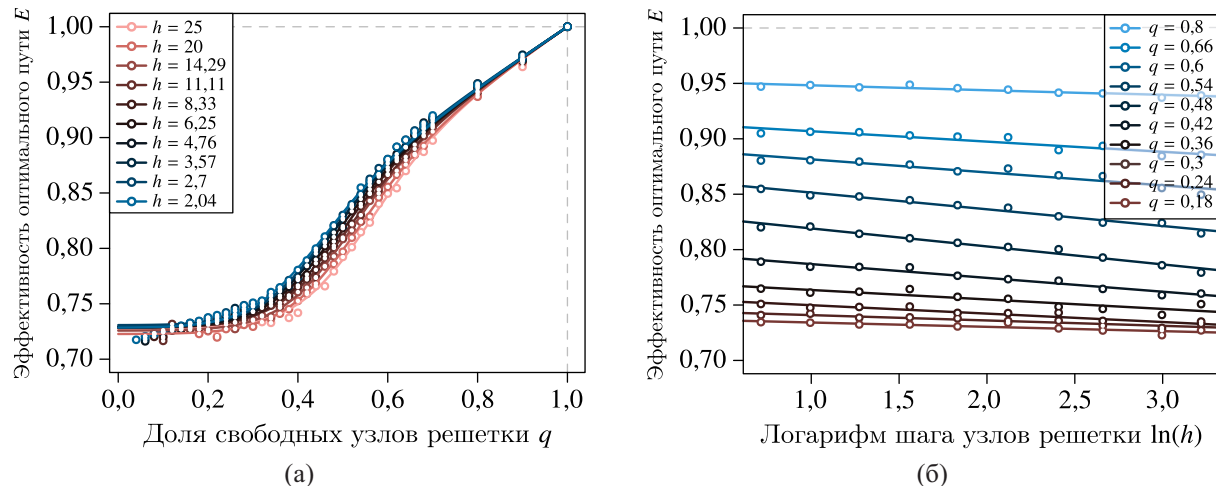 Эффективность оптимального пути E
1,00
0,95
0,90
0,85
0,80
0,75
0,70
h = 25
h = 20
h = 14,29
h = 11,11
h = 8,33
h = 6,25
h = 4,76
h = 3,57
h = 2,7
h = 2,04
0,0 0,2 0,4 0,6 0,8 1,0
Доля свободных узлов решетки q
(а)
Эффективность оптимального пути E
1,00
0,95
0,90
0,85
0,80
0,75
0,70
q = 0,8
q = 0,66
q = 0,6
q = 0,54
q = 0,48
q = 0,42
q = 0,36
q = 0,3
q = 0,24
q = 0,18
1,0 1,5 2,0 2,5 3,0
Логарифм шага узлов решетки ln(h)
(б)